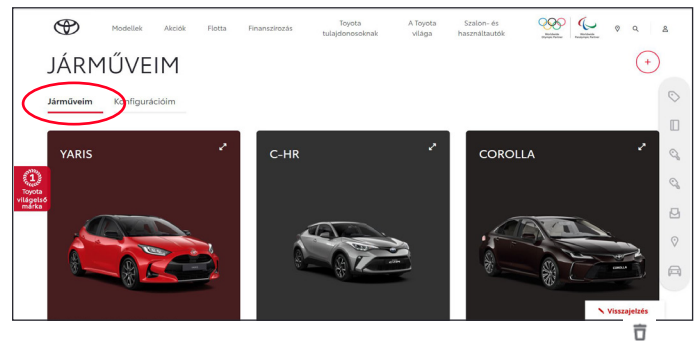 Modellek Akciók Flotta Finanszírozás Toyota tulajdonosoknak A Toyota világa Szalon- és használtautók
JÁRMŰVEIM
Járműveim Konfigurációim
YARIS C-HR COROLLA
1
Toyota
világelső
márka
Visszajelzés